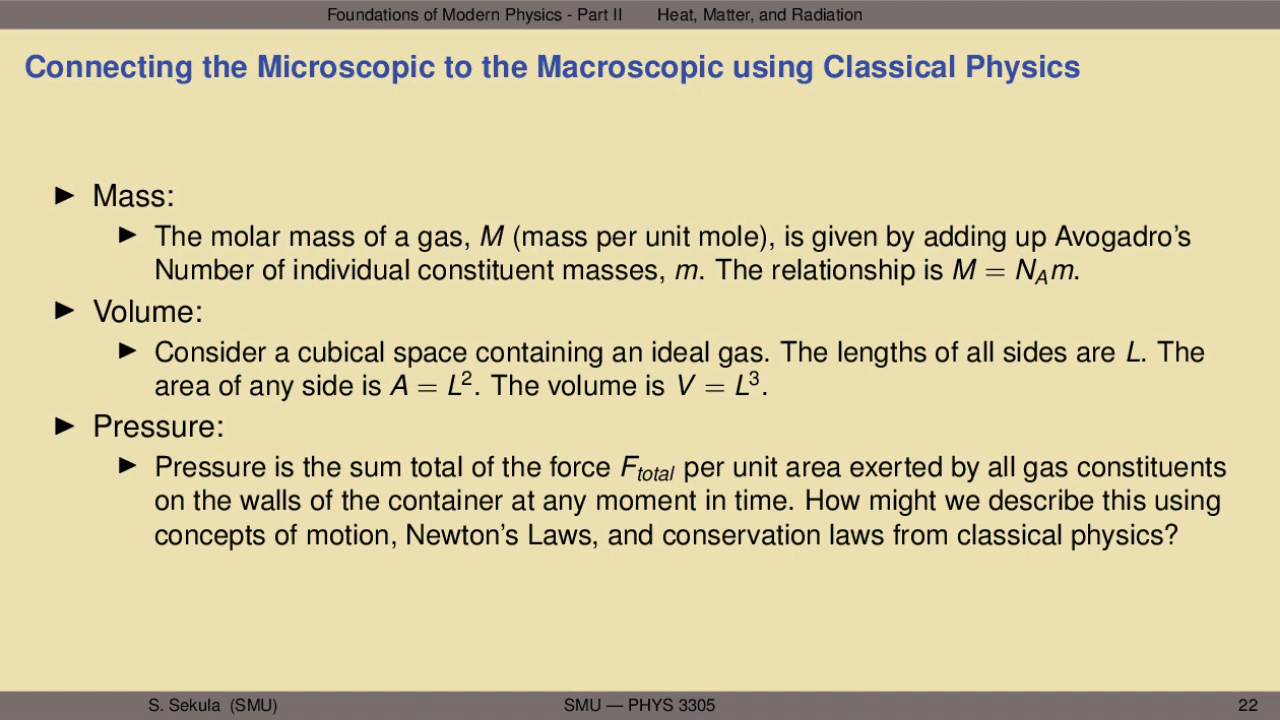 Foundations of Modern Physics - Part II Heat, Matter, and Radiation
Connecting the Microscopic to the Macroscopic using Classical Physics
▶ Mass:
▶ The molar mass of a gas, M (mass per unit mole), is given by adding up Avogadro's
Number of individual constituent masses, m. The relationship is M = N_A m.
▶ Volume:
▶ Consider a cubical space containing an ideal gas. The lengths of all sides are L. The
area of any side is A = L². The volume is V = L³.
▶ Pressure:
▶ Pressure is the sum total of the force F_total per unit area exerted by all gas constituents
on the walls of the container at any moment in time. How might we describe this using
concepts of motion, Newton's Laws, and conservation laws from classical physics?
S. Sekula (SMU) SMU — PHYS 3305 22